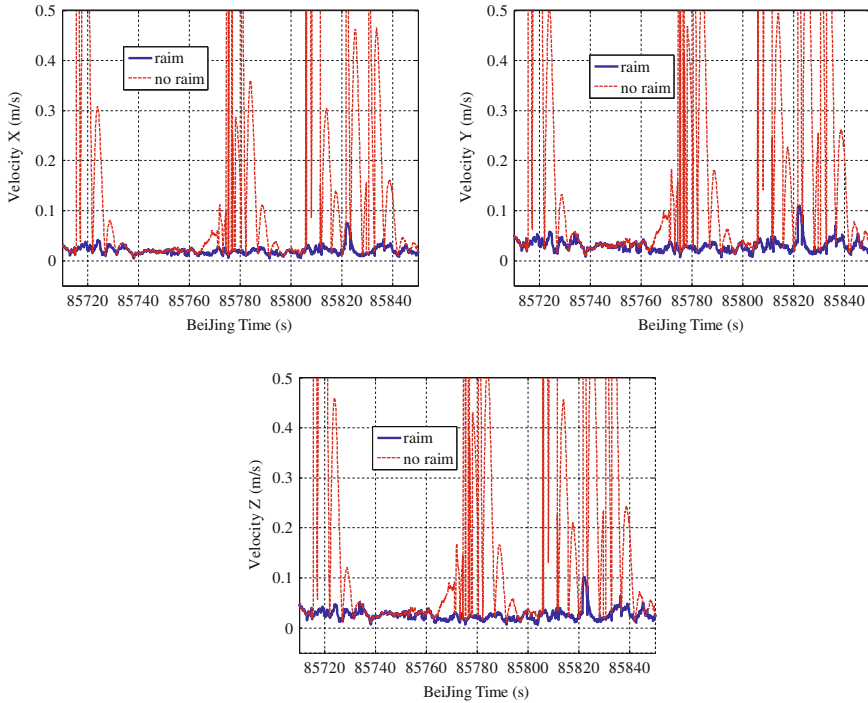 0.5
0.4
0.3
0.2
0.1
0
Velocity X (m/s)
raim
no raim
85720 85740 85760 85780 85800 85820 85840
BeiJing Time (s)
0.5
0.4
0.3
0.2
0.1
0
Velocity Y (m/s)
raim
no raim
85720 85740 85760 85780 85800 85820 85840
BeiJing Time (s)
0.5
0.4
0.3
0.2
0.1
0
Velocity Z (m/s)
raim
no raim
85720 85740 85760 85780 85800 85820 85840
BeiJing Time (s)